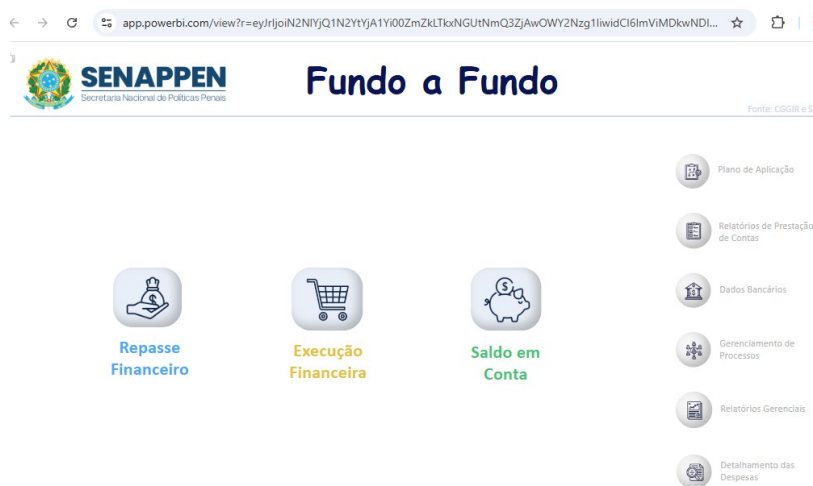 app.powerbi.com/view?r=eyJrIjoiN2NlYjQ1N2YtYjA1Yi00ZmZkLTkxNGUtNmQ3ZjAwOWY2Nzg1IiwidCI6ImViMDkwNDI...
SENAPPEN
Secretaria Nacional de Políticas Penais
Fundo a Fundo
Fonte: CGGIR e S
Plano de Aplicação
Relatórios de Prestação
de Contas
Dados Bancários
Repasse
Financeiro
Execução
Financeira
Saldo em
Conta
Gerenciamento de
Processos
Relatórios Gerenciais
Detalhamento das
Despesas